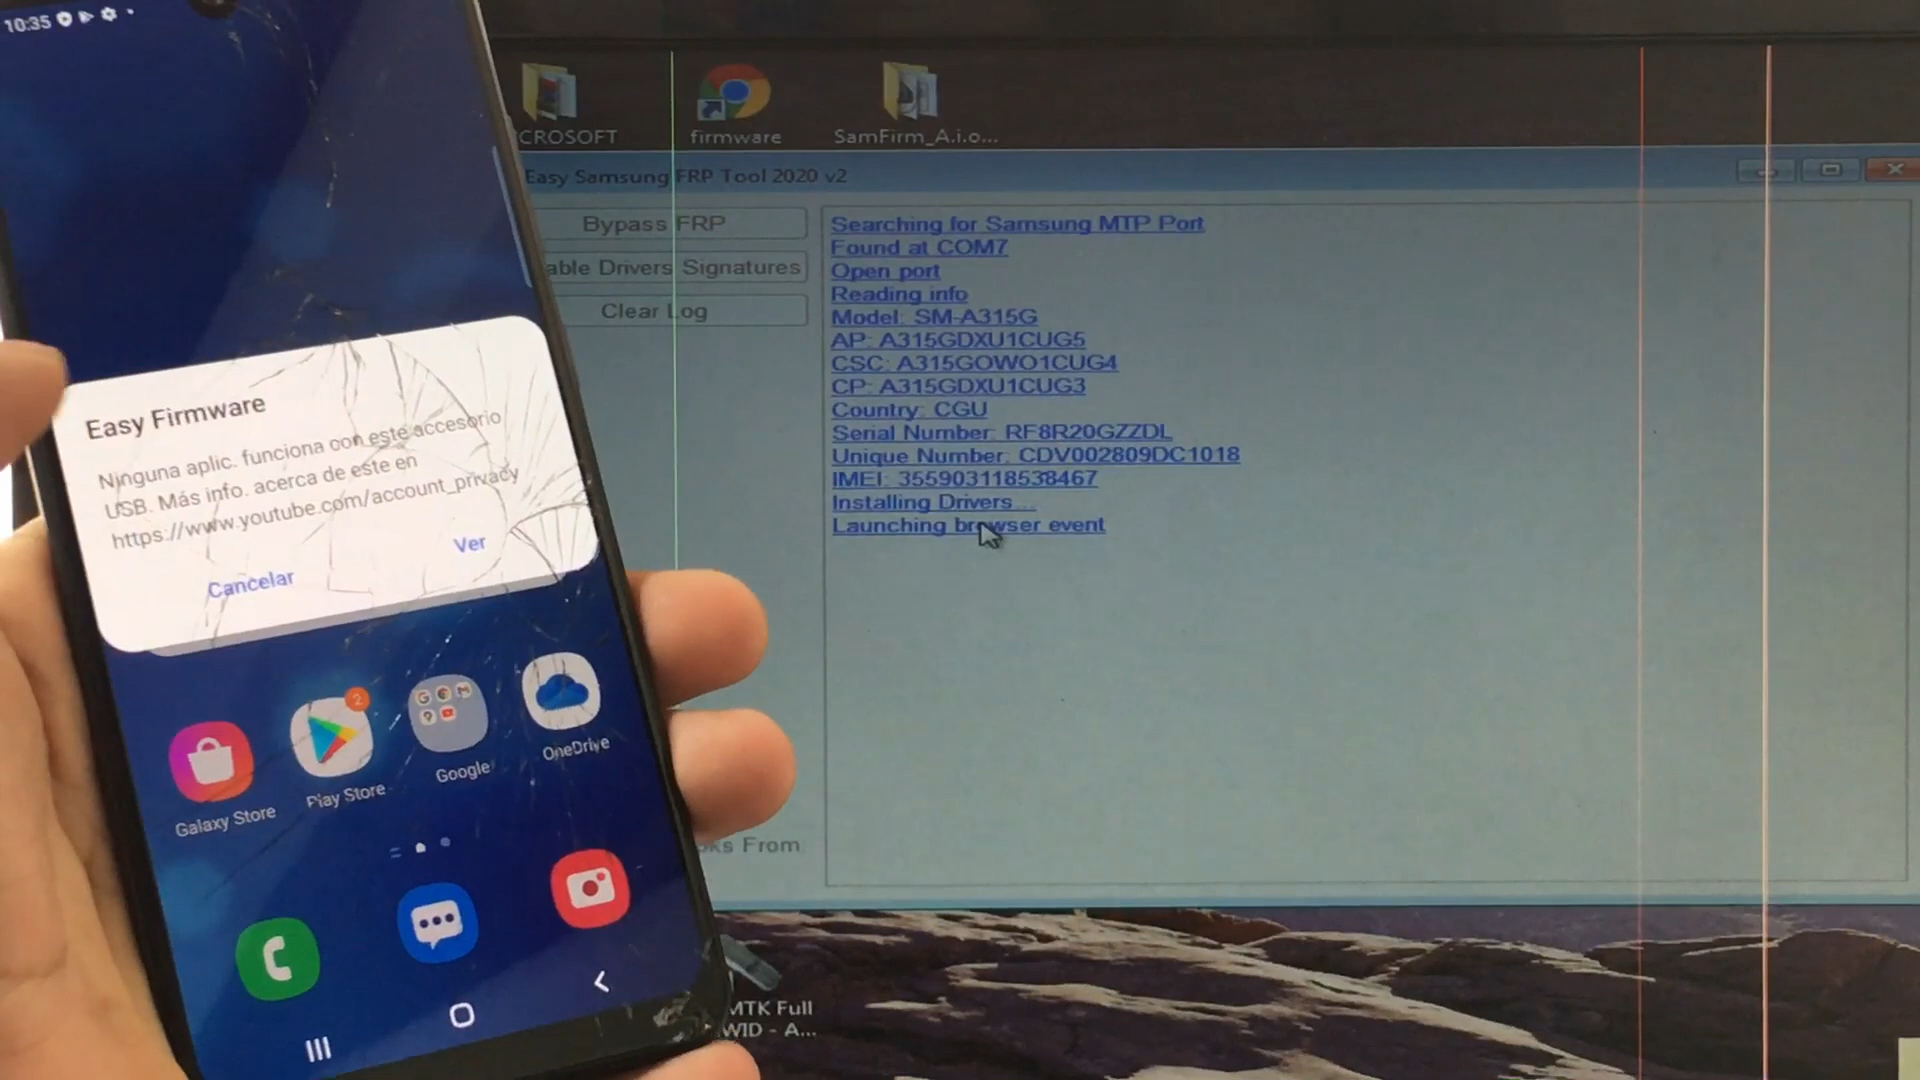 10:35
Easy Firmware
Ninguna aplic. funciona con este accesorio
USB. Más info. acerca de este en
https://www.youtube.com/account_privacy
Cancelar
Ver
Galaxy Store
Play Store
2
Google
OneDrive
CROSOFT
firmware
SamFirm_A.i.o...
Easy Samsung FRP Tool 2020 v2
Bypass FRP
able Drivers Signatures
Clear Log
Searching for Samsung MTP Port
Found at COM7
Open port
Reading info
Model: SM-A315G
AP: A315GDXU1CUG5
CSC: A315GOWO1CUG4
CP: A315GDXU1CUG3
Country: CGU
Serial Number: RF8R20GZZDL
Unique Number: CDV002809DC1018
IMEI: 355903118538467
Installing Drivers ...
Launching browser event
From
MTK Full
WID - A...